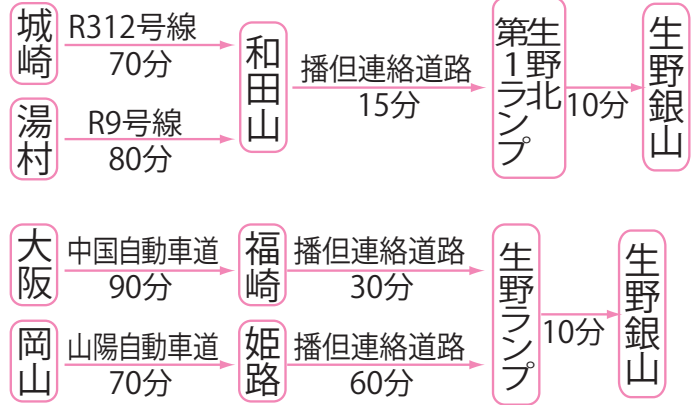 城崎
R312号線
70分
湯村
R9号線
80分
和田山
播但連絡道路
15分
生野北
第1ランプ
10分
生野銀山
大阪
中国自動車道
90分
福崎
播但連絡道路
30分
岡山
山陽自動車道
70分
姫路
播但連絡道路
60分
生野ランプ
10分
生野銀山